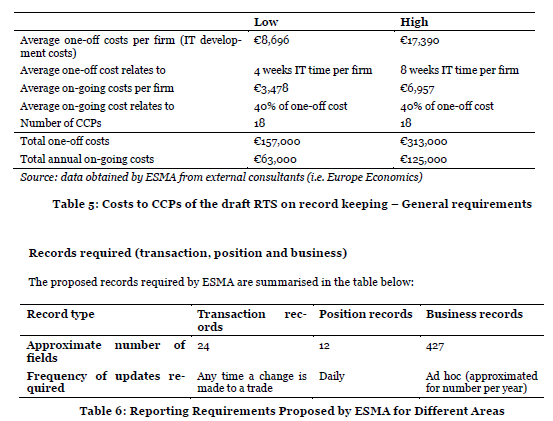 Low High
Average one-off costs per firm (IT develop- €8,696 €17,390
ment costs)
Average one-off cost relates to 4 weeks IT time per firm 8 weeks IT time per firm
Average on-going costs per firm €3,478 €6,957
Average on-going cost relates to 40% of one-off cost 40% of one-off cost
Number of CCPs 18 18
Total one-off costs €157,000 €313,000
Total annual on-going costs €63,000 €125,000
Source: data obtained by ESMA from external consultants (i.e. Europe Economics)
Table 5: Costs to CCPs of the draft RTS on record keeping – General requirements
Records required (transaction, position and business)
The proposed records required by ESMA are summarised in the table below:
Record type Transaction rec- Position records Business records
ords
Approximate number of 24 12 427
fields
Frequency of updates re- Any time a change is Daily Ad hoc (approximated
quired made to a trade for number per year)
Table 6: Reporting Requirements Proposed by ESMA for Different Areas